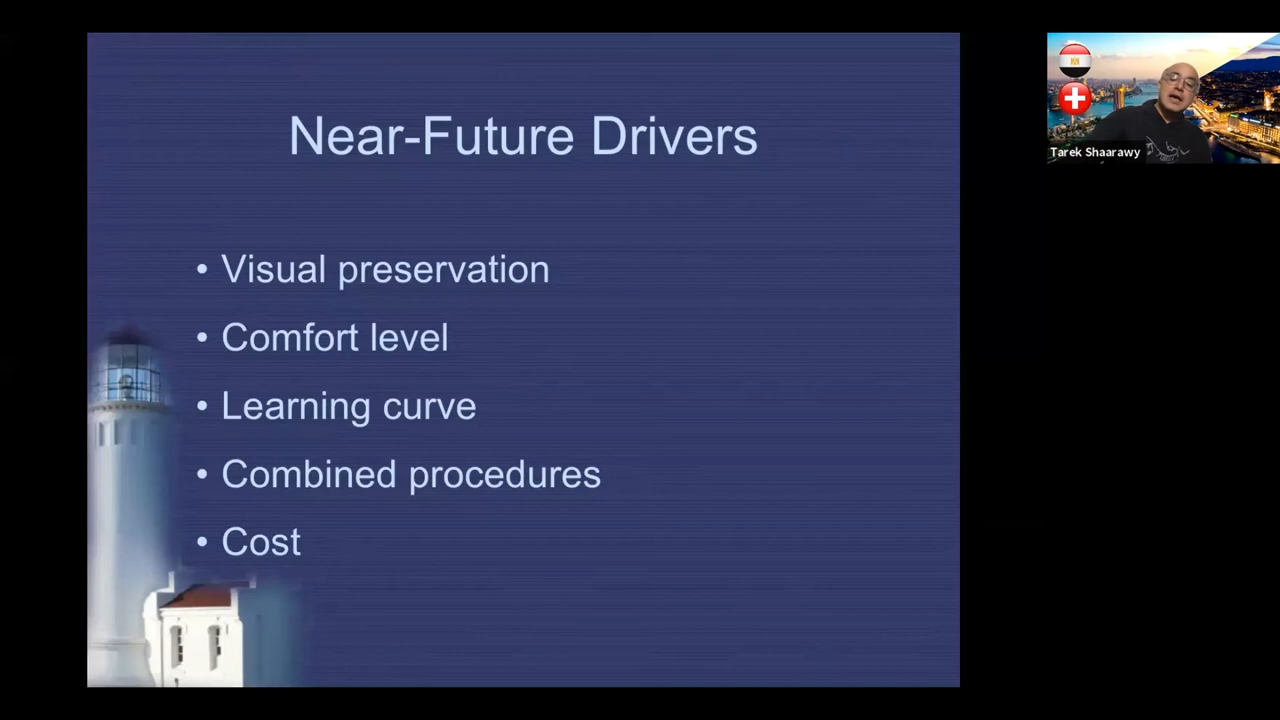 Near-Future Drivers
• Visual preservation
• Comfort level
• Learning curve
• Combined procedures
• Cost
Tarek Shaarawy